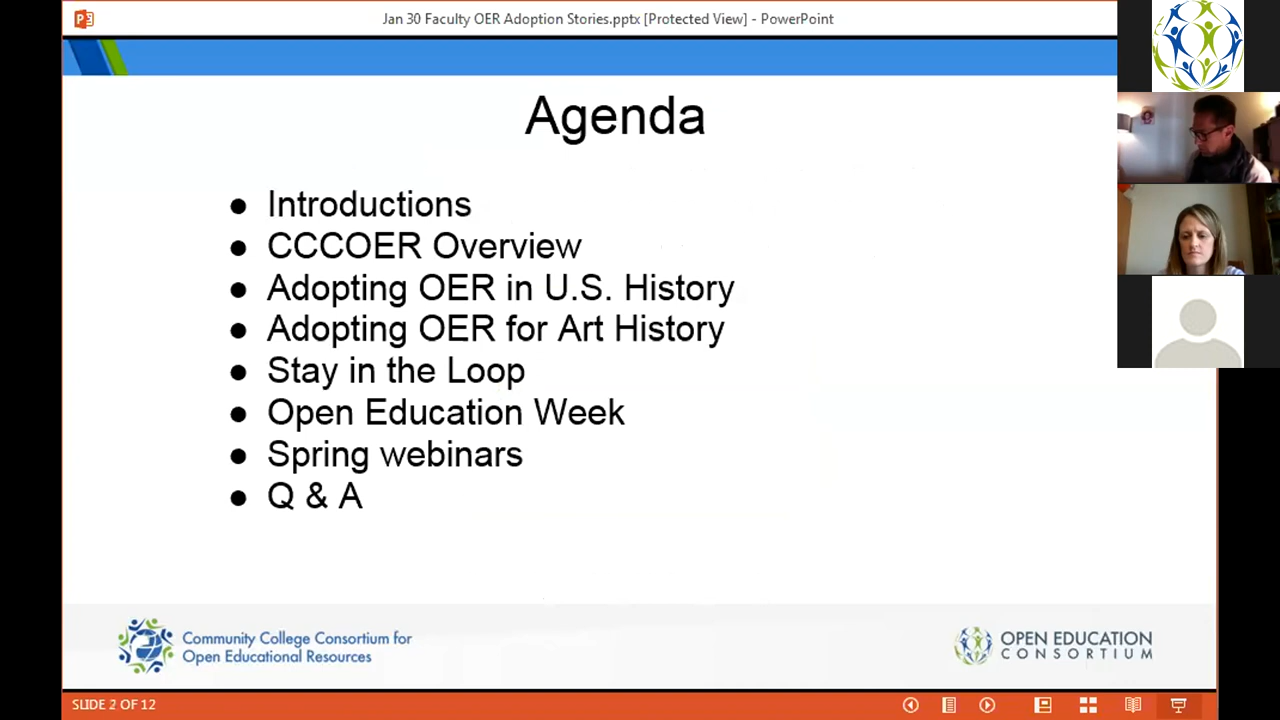 Jan 30 Faculty OER Adoption Stories.pptx [Protected View] - PowerPoint
Agenda
● Introductions
● CCCOER Overview
● Adopting OER in U.S. History
● Adopting OER for Art History
● Stay in the Loop
● Open Education Week
● Spring webinars
● Q & A
Community College Consortium for
Open Educational Resources
OPEN EDUCATION
CONSORTIUM
SLIDE 2 OF 12